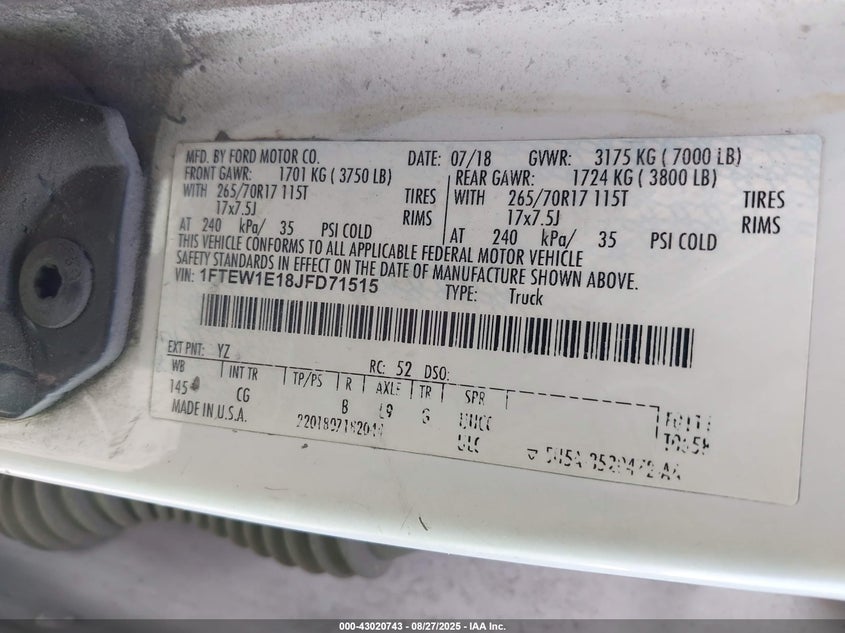 MFD. BY FORD MOTOR CO. DATE: 07/18 GVWR: 3175 KG ( 7000 LB)
FRONT GAWR: 1701 KG ( 3750 LB) REAR GAWR: 1724 KG ( 3800 LB)
WITH 265/70R17 115T TIRES WITH 265/70R17 115T TIRES
17x7.5J RIMS 17x7.5J RIMS
AT 240 kPa/ 35 PSI COLD AT 240 kPa/ 35 PSI COLD
THIS VEHICLE CONFORMS TO ALL APPLICABLE FEDERAL MOTOR VEHICLE
SAFETY STANDARDS IN EFFECT ON THE DATE OF MANUFACTURE SHOWN ABOVE.
VIN: 1FTEW1E18JFD71515 TYPE: Truck
EXT PNT: YZ RC: 52 DSO:
WB INT TR TP/PS R AXLE TR SPR
145 CG B L9 G
MADE IN U.S.A.
000-43020743 - 08/27/2025 - IAA Inc.